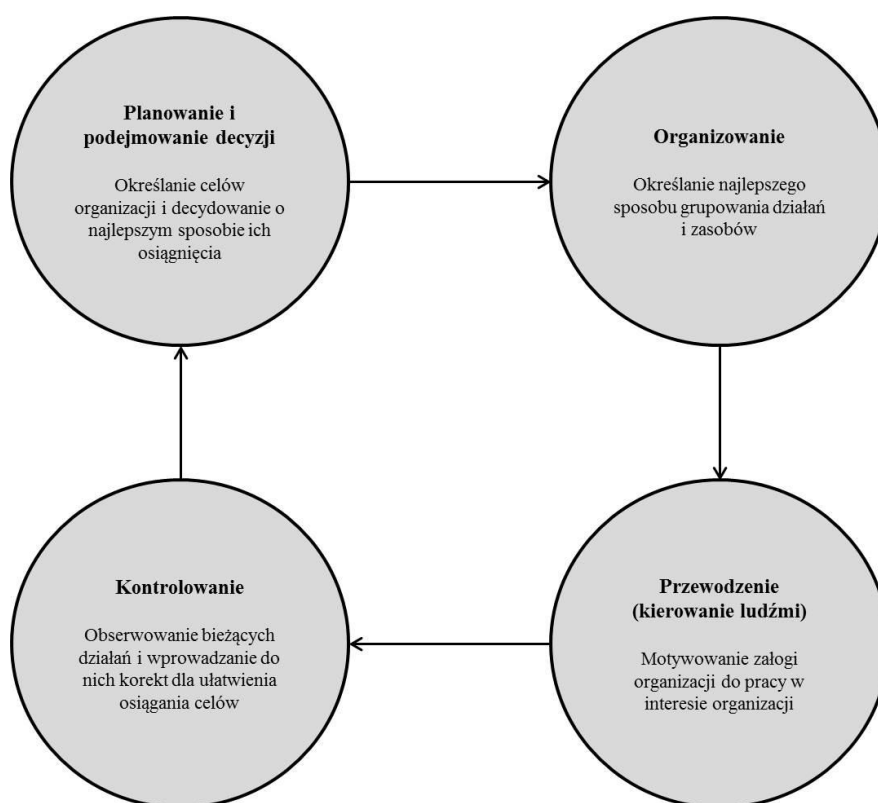 Planowanie i
podejmowanie decyzji
Określanie celów
organizacji i decydowanie o
najlepszym sposobie ich
osiągnięcia
Organizowanie
Określanie najlepszego
sposobu grupowania działań
i zasobów
Kontrolowanie
Obserwowanie bieżących
działań i wprowadzanie do
nich korekt dla ułatwienia
osiągania celów
Przewodzenie
(kierowanie ludźmi)
Motywowanie załogi
organizacji do pracy w
interesie organizacji